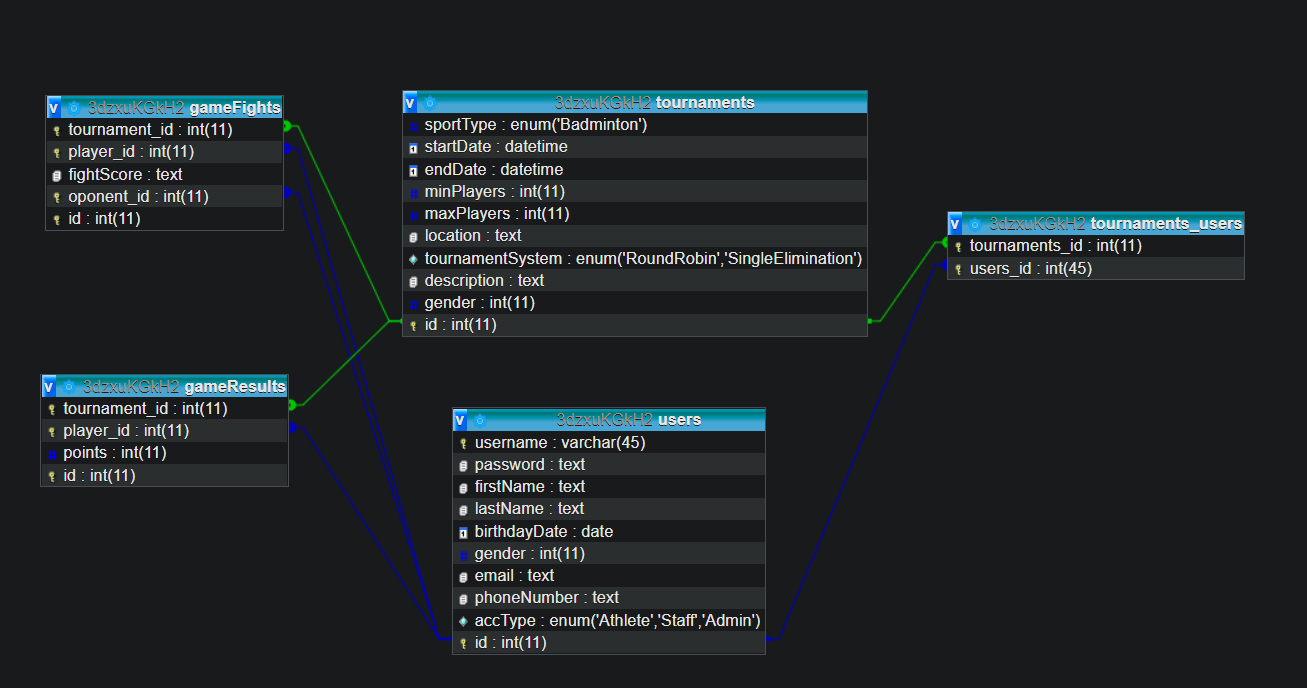 3dzxuKGkH2 gameFights
tournament_id : int(11)
player_id : int(11)
fightScore : text
oponent_id : int(11)
id : int(11)
3dzxuKGkH2 tournaments
sportType : enum('Badminton')
startDate : datetime
endDate : datetime
minPlayers : int(11)
maxPlayers : int(11)
location : text
tournamentSystem : enum('RoundRobin','SingleElimination')
description : text
gender : int(11)
id : int(11)
3dzxuKGkH2 tournaments_users
tournaments_id : int(11)
users_id : int(45)
3dzxuKGkH2 gameResults
tournament_id : int(11)
player_id : int(11)
points : int(11)
id : int(11)
3dzxuKGkH2 users
username : varchar(45)
password : text
firstName : text
lastName : text
birthdayDate : date
gender : int(11)
email : text
phoneNumber : text
accType : enum('Athlete','Staff','Admin')
id : int(11)